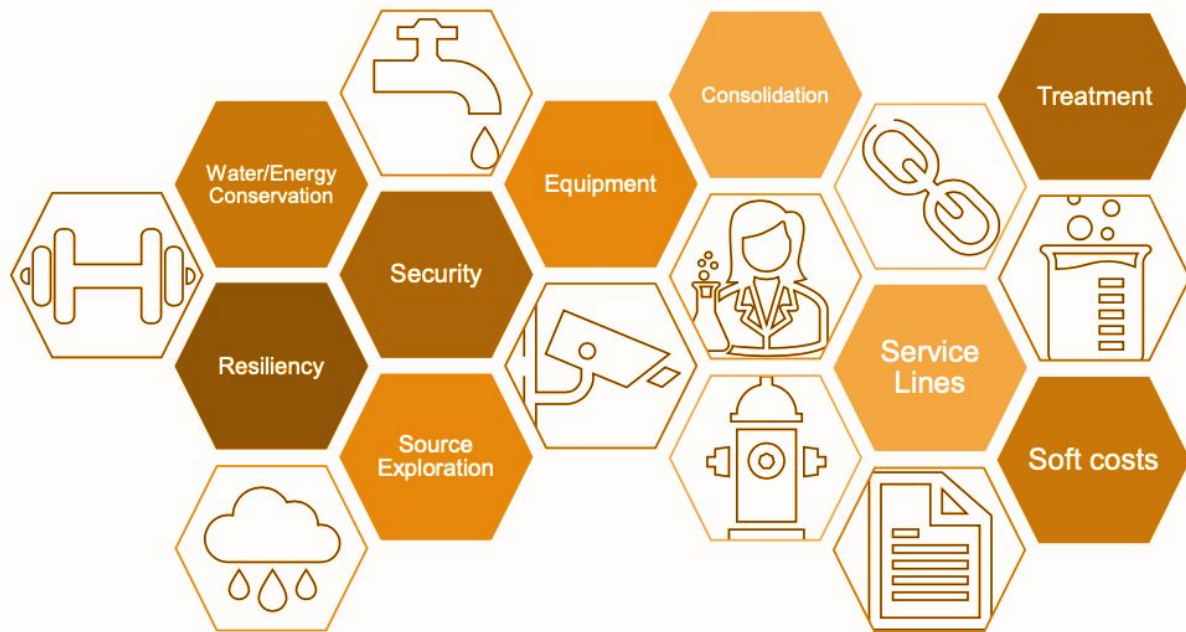 Consolidation
Treatment
Water/Energy
Conservation
Equipment
Security
Resiliency
Service
Lines
Source
Exploration
Soft costs